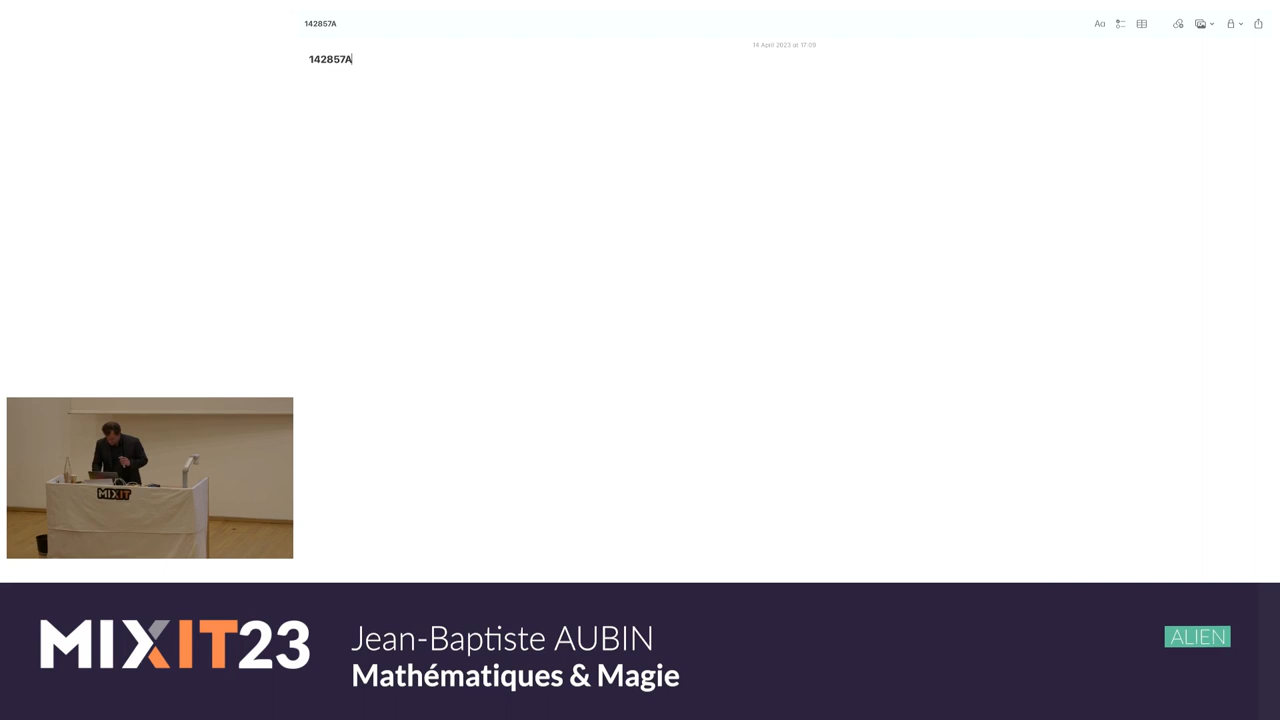 142857A
14 April 2023 at 17:09
142857A
MIXIT
MIXIT23
Jean-Baptiste AUBIN
Mathématiques & Magie
ALIEN